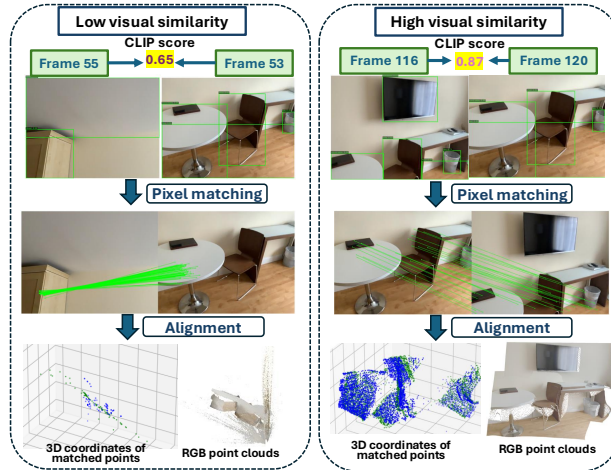 Low visual similarity
CLIP score
Frame 55
0.65
Frame 53
Pixel matching
Alignment
3D coordinates of
matched points
RGB point clouds
High visual similarity
CLIP score
Frame 116
0.87
Frame 120
Pixel matching
Alignment
3D coordinates of
matched points
RGB point clouds